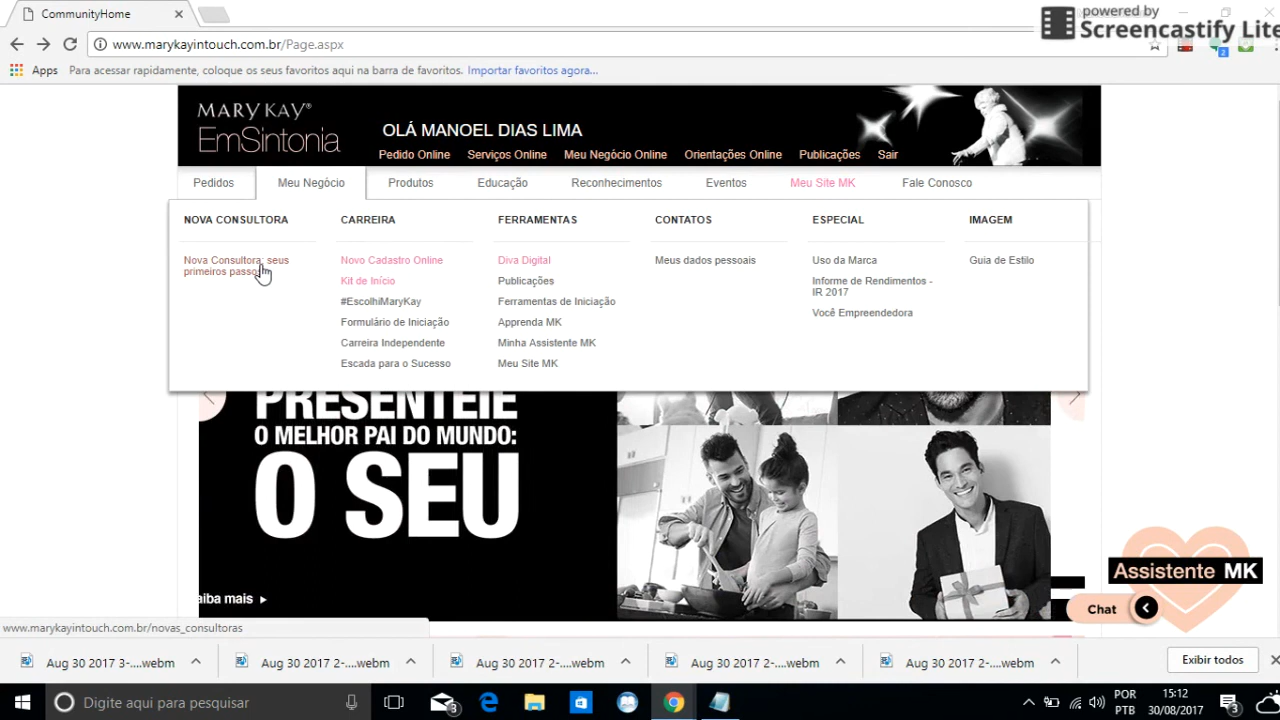 CommunityHome
powered by
Screencastify Lite
www.marykayintouch.com.br/Page.aspx
2
Apps
Para acessar rapidamente, coloque os seus favoritos aqui na barra de favoritos. Importar favoritos agora...
MARY KAY®
EmSintonia
OLÁ MANOEL DIAS LIMA
Pedido Online Serviços Online Meu Negócio Online Orientações Online Publicações Sair
Pedidos Meu Negócio Produtos Educação Reconhecimentos Eventos Meu Site MK Fale Conosco
NOVA CONSULTORA
Nova Consultora: seus
primeiros passos
CARREIRA
Novo Cadastro Online
Kit de Início
#EscolhiMaryKay
Formulário de Iniciação
Carreira Independente
Escada para o Sucesso
FERRAMENTAS
Diva Digital
Publicações
Ferramentas de Iniciação
Apprenda MK
Minha Assistente MK
Meu Site MK
CONTATOS
Meus dados pessoais
ESPECIAL
Uso da Marca
Informe de Rendimentos -
IR 2017
Você Empreendedora
IMAGEM
Guia de Estilo
PRESENTEIE
O MELHOR PAI DO MUNDO:
O SEU
aiba mais
Assistente MK
Chat
www.marykayintouch.com.br/novas_consultoras
Aug 30 2017 3-....webm Aug 30 2017 2-....webm Aug 30 2017 2-....webm Aug 30 2017 2-....webm Aug 30 2017 2-....webm Exibir todos
Digite aqui para pesquisar
3
POR
PTB
15:12
30/08/2017
3